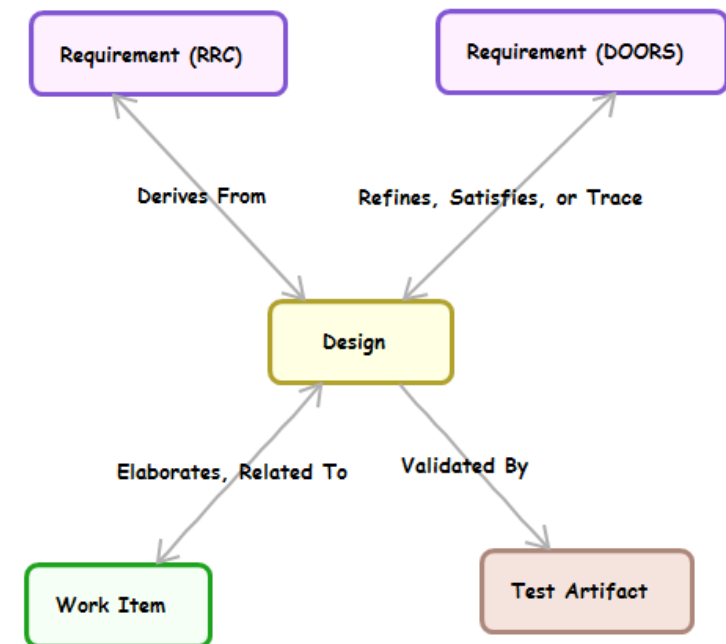 Requirement (RRC)
Requirement (DOORS)
Derives From
Refines, Satisfies, or Trace
Design
Elaborates, Related To
Validated By
Work Item
Test Artifact